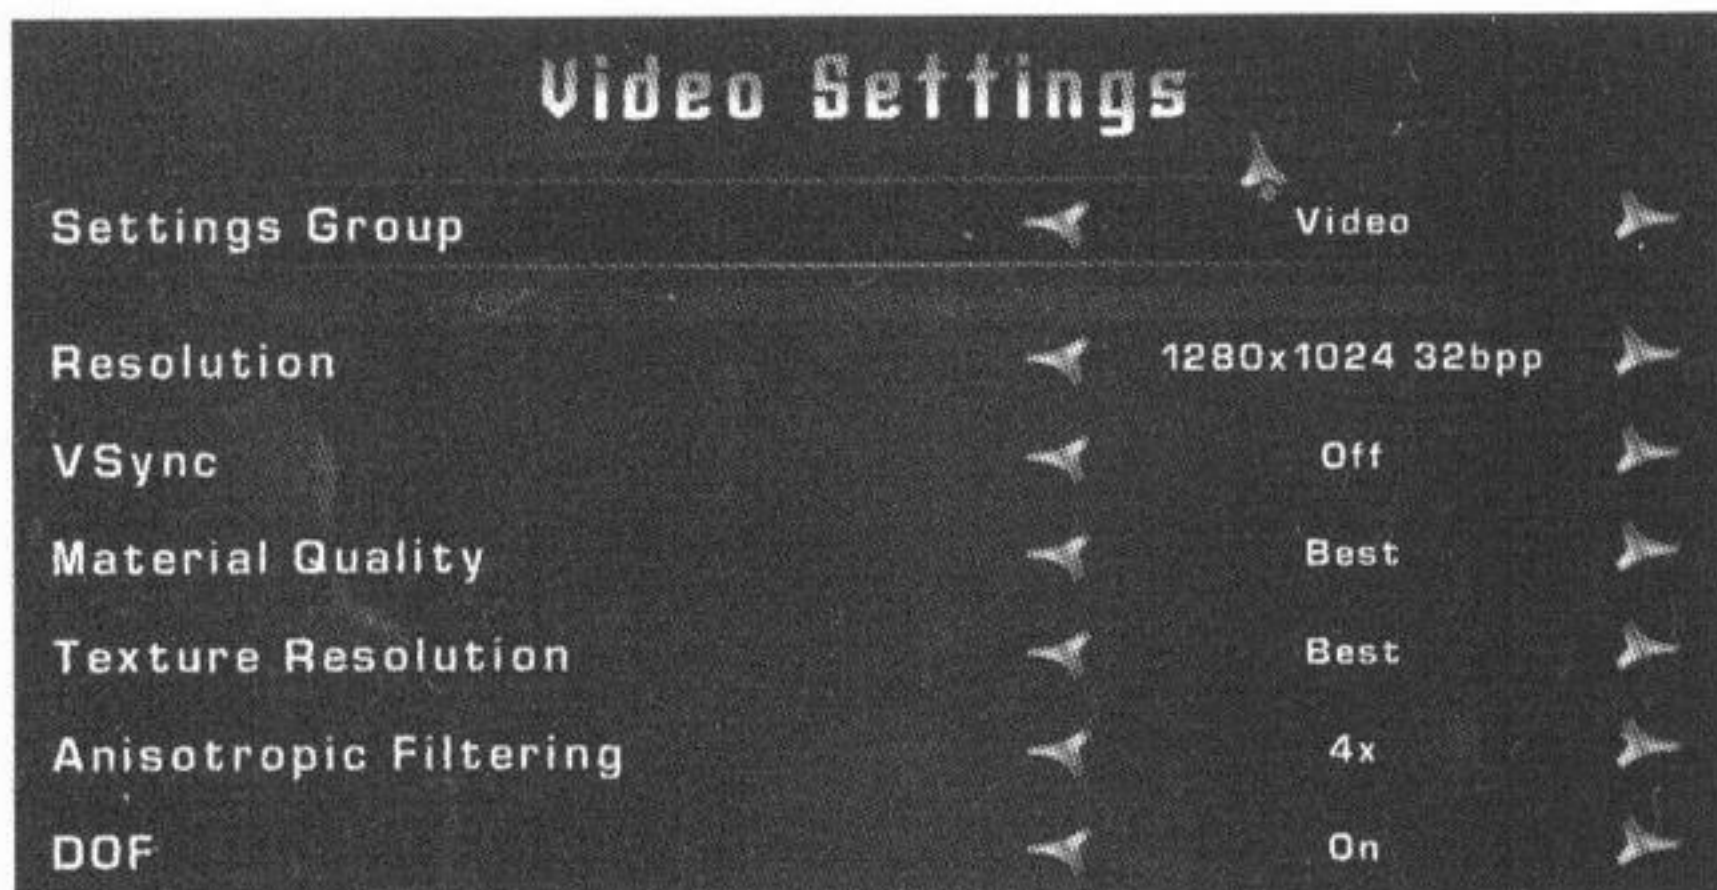 Video Settings
Settings Group Video
Resolution 1280x1024 32bpp
VSync Off
Material Quality Best
Texture Resolution Best
Anisotropic Filtering 4x
DOF On